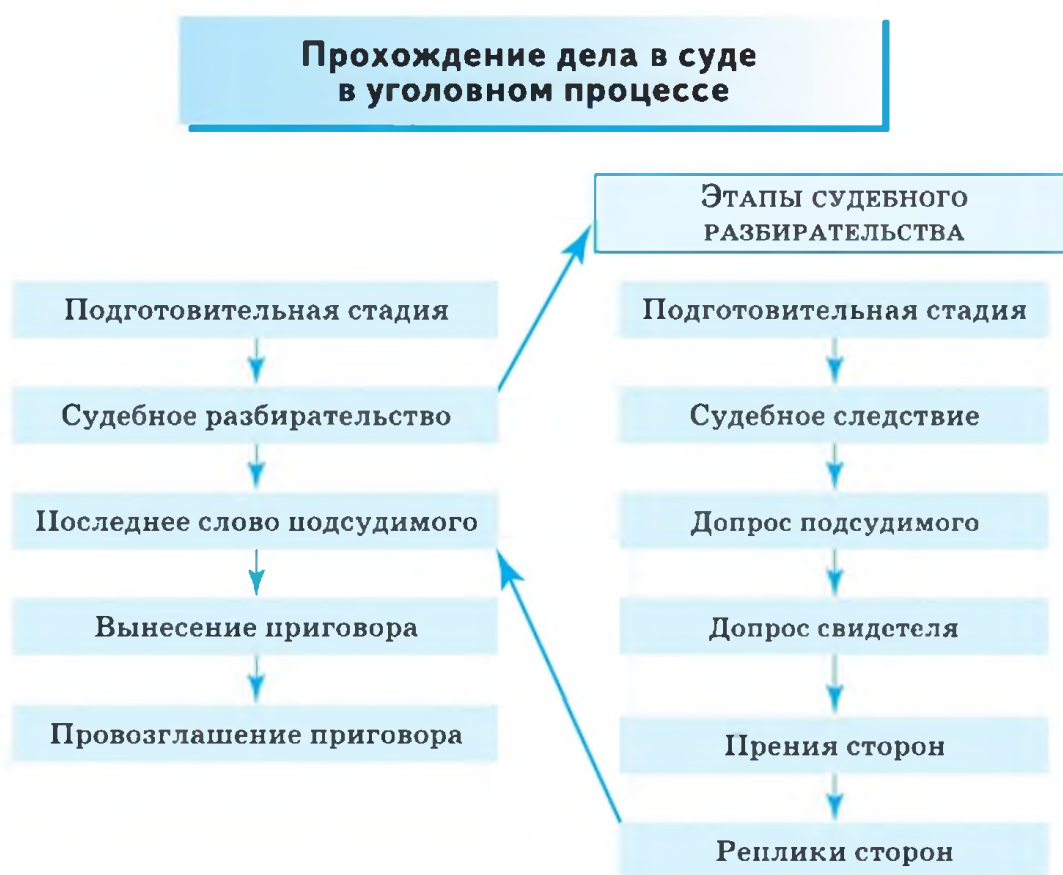 Прохождение дела в суде
в уголовном процессе
Этапы судебного
разбирательства
Подготовительная стадия
Судебное разбирательство
Последнее слово подсудимого
Вынесение приговора
Провозглашение приговора
Подготовительная стадия
Судебное следствие
Допрос подсудимого
Допрос свидетеля
Прения сторон
Реплики сторон